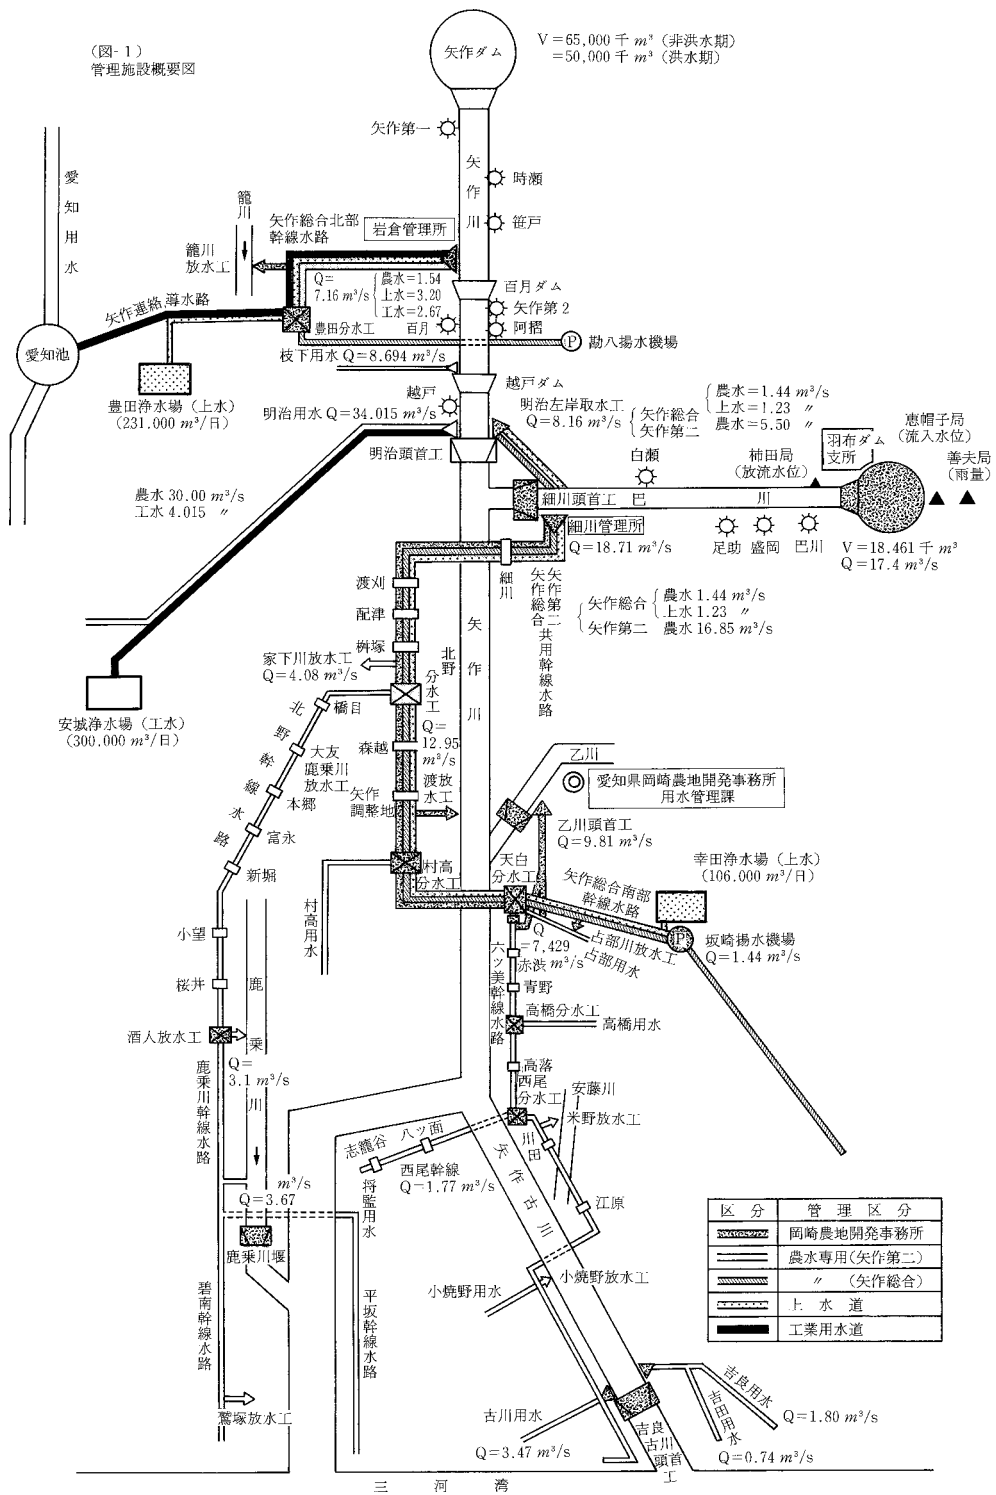 (図-1)
管理施設概要図
矢作ダム
V=65,000千m³(非洪水期)
=50,000千m³(洪水期)
矢作第一
矢作川
時瀬
笹戸
愛知用水
籠川
籠川
放水工
矢作総合北部
幹線水路
岩倉管理所
Q=
7.16m³/s
農水=1.54
上水=3.20
工水=2.67
百月ダム
矢作第2
阿摺
百月
豊田分水工
矢作連絡導水路
勘八揚水機場
P
愛知池
枝下用水 Q=8.694m³/s
豊田浄水場(上水)
(231,000m³/日)
越戸ダム
越戸
明治用水 Q=34.015m³/s
明治左岸取水工
Q=8.16m³/s
矢作総合
矢作第二
農水=1.44m³/s
上水=1.23 〃
農水=5.50 〃
明治頭首工
農水30.00m³/s
工水4.015 〃
白瀬
柿田局
(放流水位)
羽布ダム
支所
恵帽子局
(流入水位)
善夫局
(雨量)
細川頭首工
巴川
細川管理所
Q=18.71m³/s
足助
盛岡
巴川
V=18.461千m³
Q=17.4m³/s
細川
矢作第二
矢作総合
共用幹線水路
矢作総合
農水1.44m³/s
上水1.23 〃
矢作第二 農水16.85m³/s
渡刈
配津
桝塚
家下川放水工
Q=4.08m³/s
北野
分水工
矢作川
安城浄水場(工水)
(300,000m³/日)
橋目
北野幹線水路
大友
鹿乗川
放水工
本郷
富永
新堀
Q=
12.95
m³/s
森越
矢作
調整地
渡放水工
村高
分水工
村高用水
乙川
愛知県岡崎農地開発事務所
用水管理課
乙川頭首工
Q=9.81m³/s
天白
分水工
矢作総合南部
幹線水路
幸田浄水場(上水)
(106,000m³/日)
P
坂崎揚水機場
Q=1.44m³/s
占部川放水工
占部用水
Q
=7,429
m³/s
赤渋
六ッ美幹線水路
青野
高橋分水工
高橋用水
高落
西尾
分水工
小望
桜井
鹿乗川
酒人放水工
Q=
3.1m³/s
鹿乗川幹線水路
安藤川
米野放水工
川田
江原
志籠谷
八ッ面
西尾幹線
Q=1.77m³/s
将監用水
矢作古川
m³/s
Q=3.67
鹿乗川堰
小焼野放水工
小焼野用水
碧南幹線水路
平坂幹線水路
鷲塚放水工
古川用水
Q=3.47m³/s
吉良
古川
頭首工
吉良用水
吉田用水
Q=1.80m³/s
Q=0.74m³/s
三河湾
区分 管理区分
岡崎農地開発事務所
農水専用(矢作第二)
〃 (矢作総合)
上水道
工業用水道